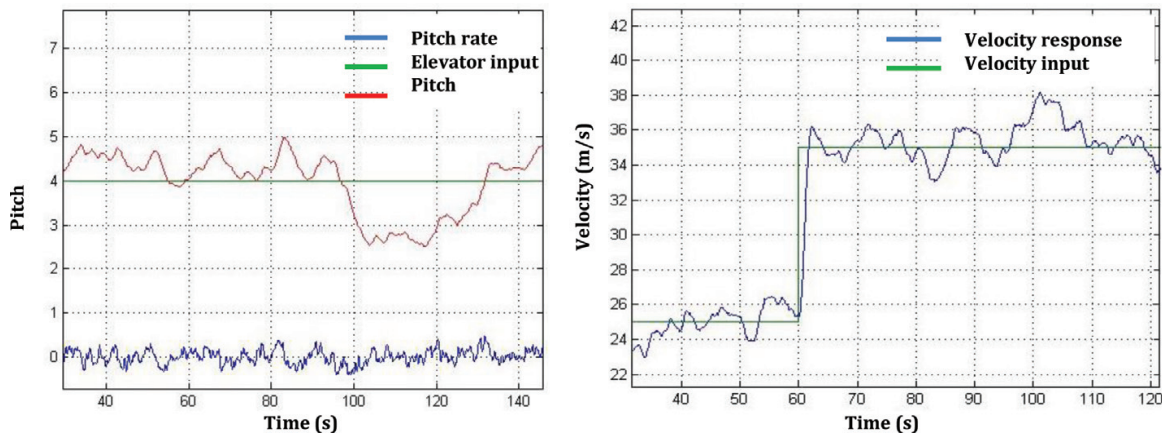 7
6
5
4
3
2
1
0
Pitch
Pitch rate
Elevator input
Pitch
40 60 80 100 120 140
Time (s)
42
40
38
36
34
32
30
28
26
24
22
Velocity (m/s)
Velocity response
Velocity input
40 50 60 70 80 90 100 110 120
Time (s)